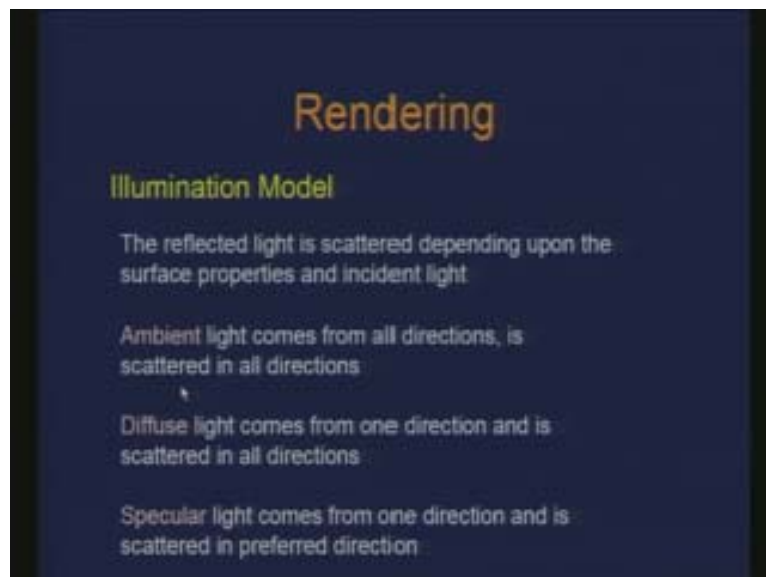 Rendering
Illumination Model
The reflected light is scattered depending upon the
surface properties and incident light
Ambient light comes from all directions, is
scattered in all directions
Diffuse light comes from one direction and is
scattered in all directions
Specular light comes from one direction and is
scattered in preferred direction